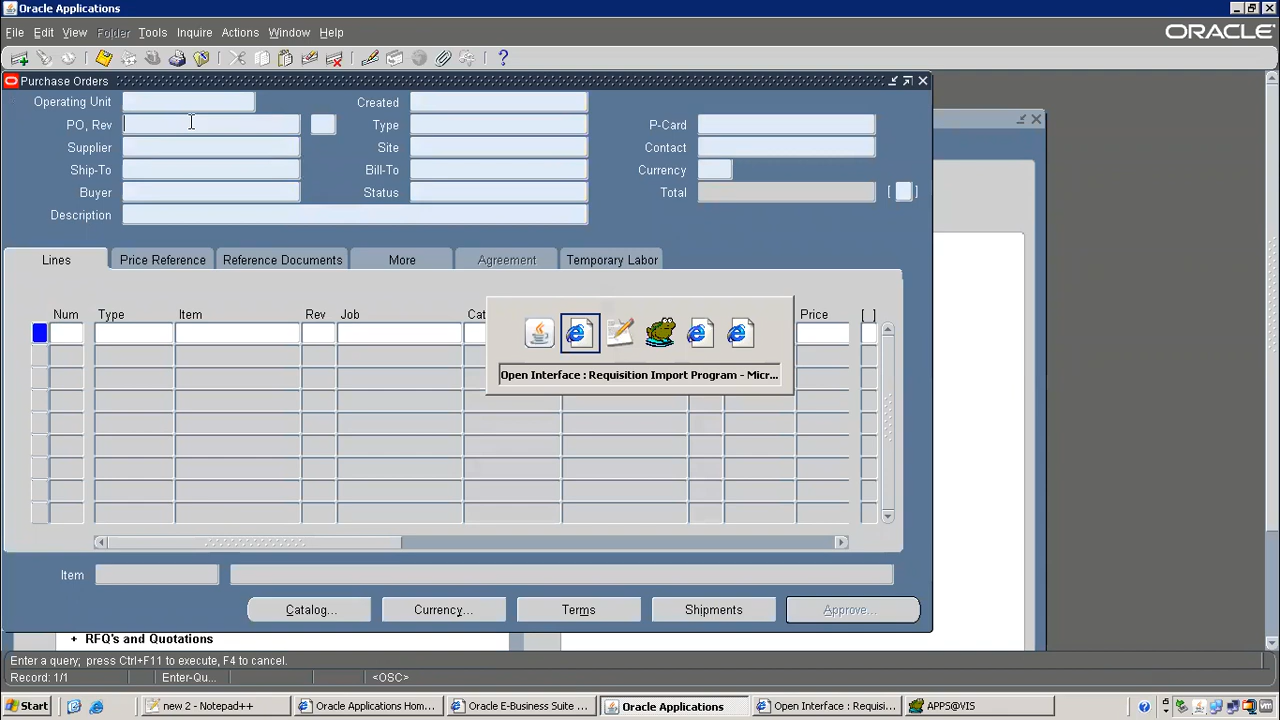 Oracle Applications
File Edit View Folder Tools Inquire Actions Window Help
ORACLE
Purchase Orders
Operating Unit Created
PO, Rev Type P-Card
Supplier Site Contact
Ship-To Bill-To Currency
Buyer Status Total [ ]
Description
Lines Price Reference Reference Documents More Agreement Temporary Labor
Num Type Item Rev Job Cat Price [ ]
Open Interface : Requisition Import Program - Micr...
Item
Catalog... Currency... Terms Shipments Approve...
+ RFQ's and Quotations
Enter a query; press Ctrl+F11 to execute, F4 to cancel.
Record: 1/1 Enter-Qu... <OSC>
Start new 2 - Notepad++ Oracle Applications Hom... Oracle E-Business Suite ... Oracle Applications Open Interface : Requisi... APPS@VIS